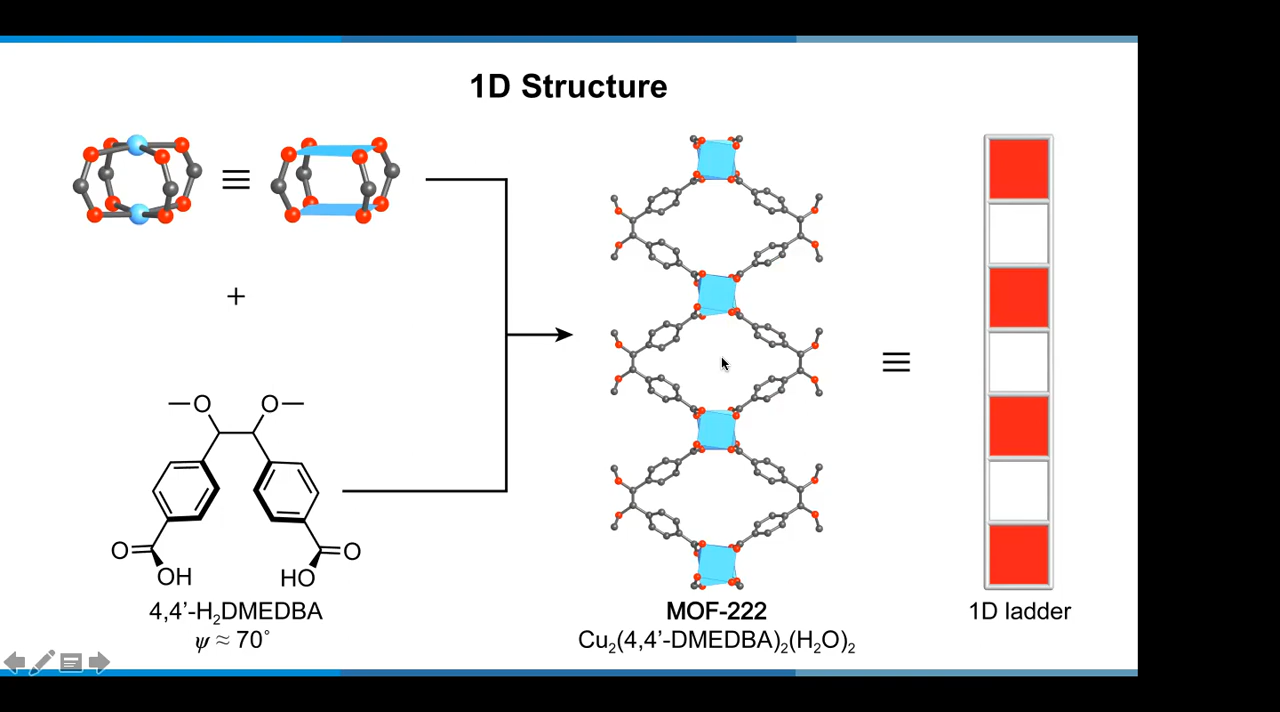 1D Structure
+
O O
O OH HO O
4,4’-H₂DMEDBA
ψ ≈ 70°
MOF-222
Cu₂(4,4’-DMEDBA)₂(H₂O)₂
1D ladder